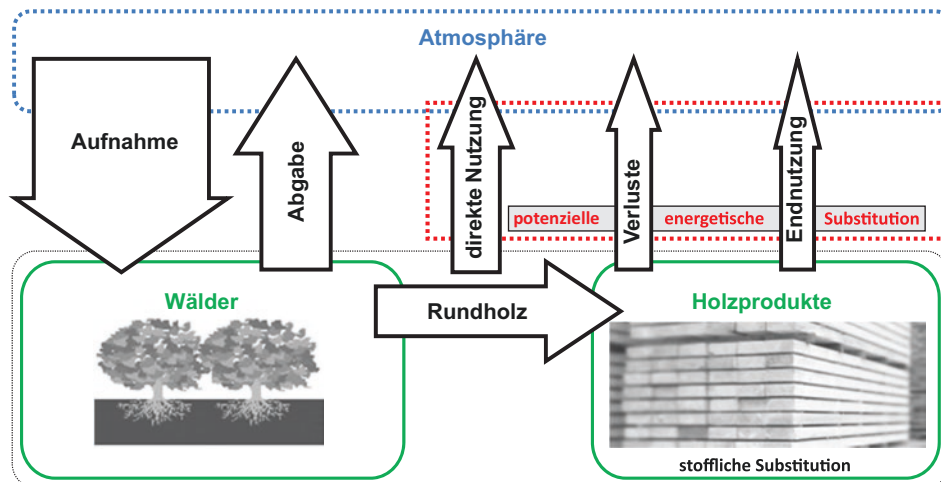 Atmosphäre
Aufnahme
Abgabe
direkte Nutzung
Verluste
Endnutzung
potenzielle energetische Substitution
Wälder
Rundholz
Holzprodukte
stoffliche Substitution